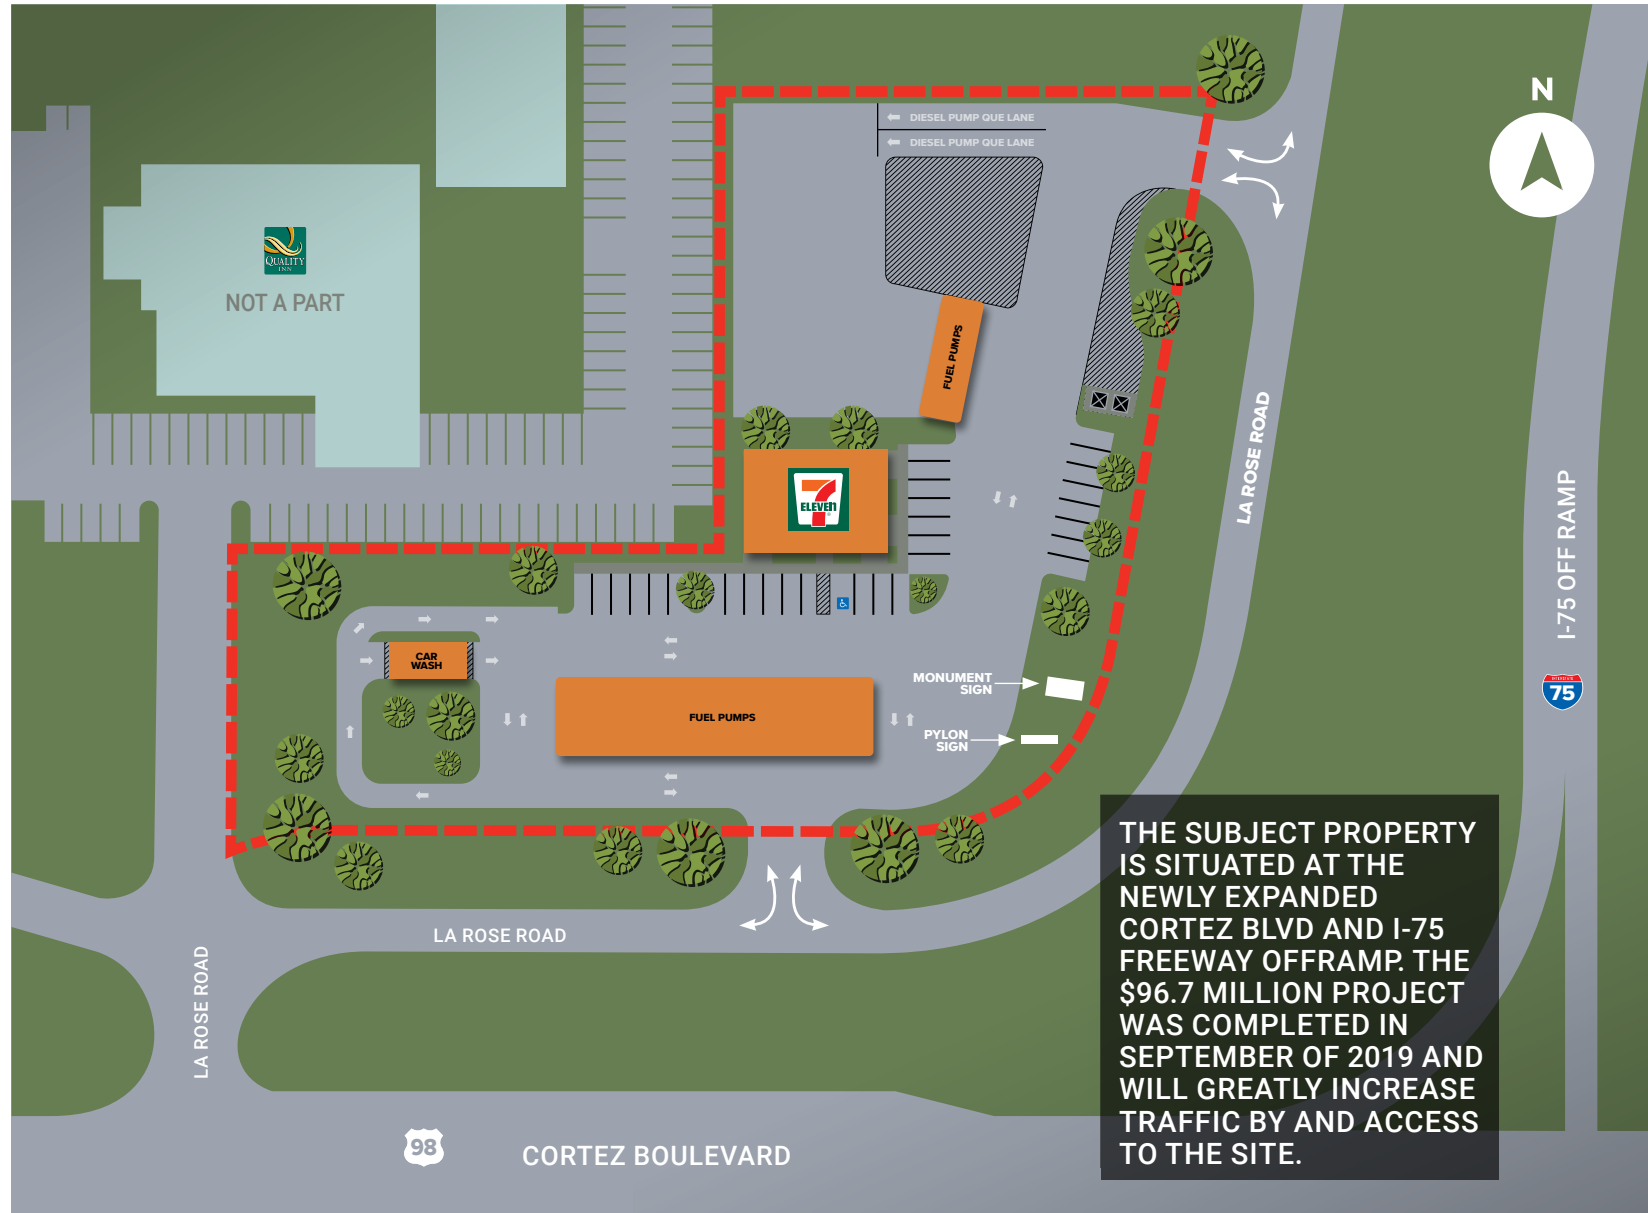 N
DIESEL PUMP QUE LANE
DIESEL PUMP QUE LANE
QUALITY
INN
NOT A PART
FUEL PUMPS
LA ROSE ROAD
I-75 OFF RAMP
7
ELEVEn
CAR
WASH
MONUMENT
SIGN
75
FUEL PUMPS
PYLON
SIGN
THE SUBJECT PROPERTY
IS SITUATED AT THE
NEWLY EXPANDED
CORTEZ BLVD AND I-75
FREEWAY OFFRAMP. THE
$96.7 MILLION PROJECT
WAS COMPLETED IN
SEPTEMBER OF 2019 AND
WILL GREATLY INCREASE
TRAFFIC BY AND ACCESS
TO THE SITE.
LA ROSE ROAD
LA ROSE ROAD
98
CORTEZ BOULEVARD